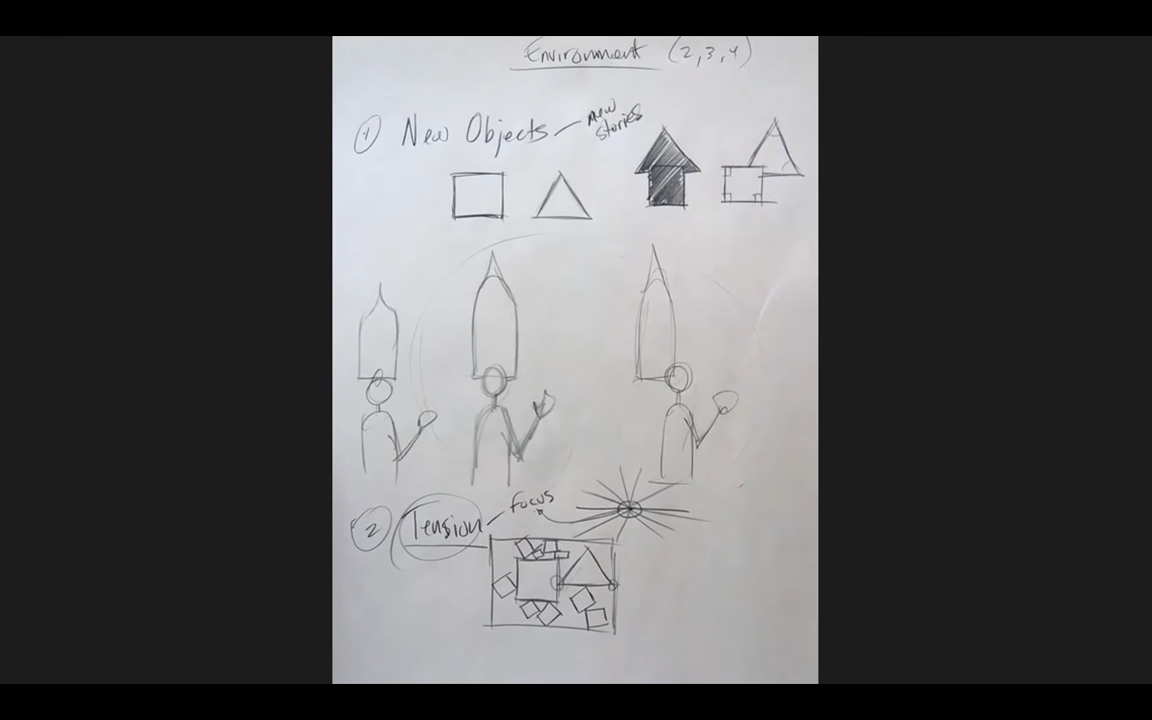 Environment (2,3,4)
1 New Objects — new
stories
2 Tension — focus